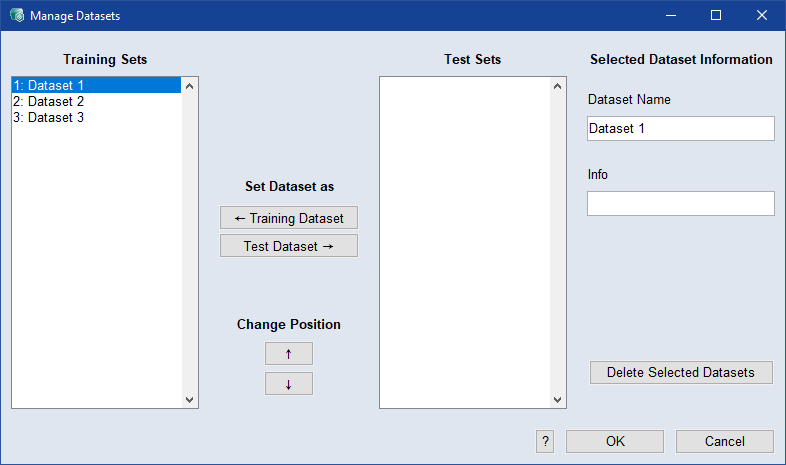 Manage Datasets
Training Sets
1: Dataset 1
2: Dataset 2
3: Dataset 3
Set Dataset as
← Training Dataset
Test Dataset →
Change Position
↑
↓
Test Sets
Selected Dataset Information
Dataset Name
Dataset 1
Info
Delete Selected Datasets
?
OK
Cancel